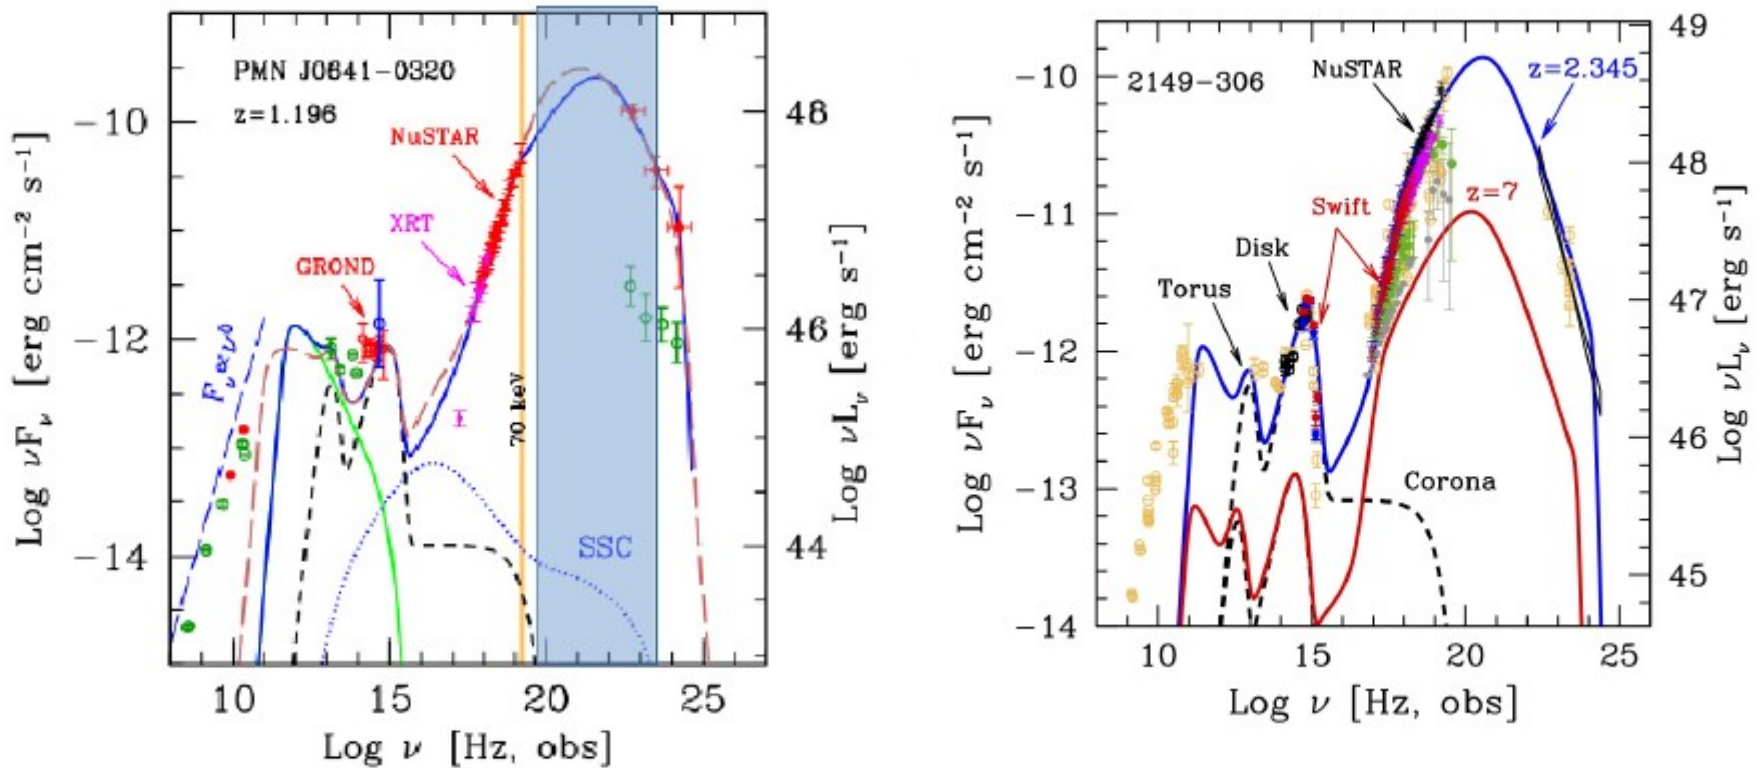 PMN J0641-0320
z=1.196
NuSTAR
XRT
GROND
F_ν∝ν^δ
70 keV
SSC
-10
-12
-14
48
46
44
10 15 20 25
Log νF_ν [erg cm⁻² s⁻¹]
Log νL_ν [erg s⁻¹]
Log ν [Hz, obs]
2149-306
NuSTAR
z=2.345
z=7
Swift
Disk
Torus
Corona
-10
-11
-12
-13
-14
49
48
47
46
45
10 15 20 25
Log νF_ν [erg cm⁻² s⁻¹]
Log νL_ν [erg s⁻¹]
Log ν [Hz, obs]